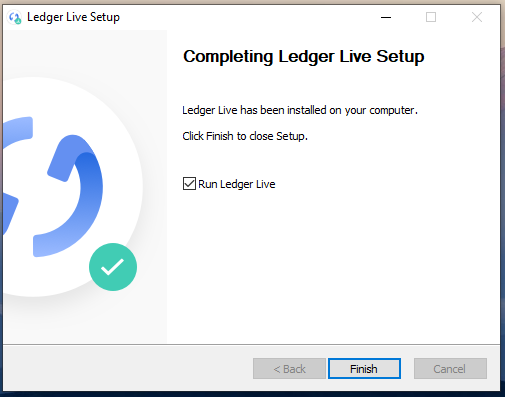 Ledger Live Setup
Completing Ledger Live Setup
Ledger Live has been installed on your computer.
Click Finish to close Setup.
Run Ledger Live
< Back
Finish
Cancel